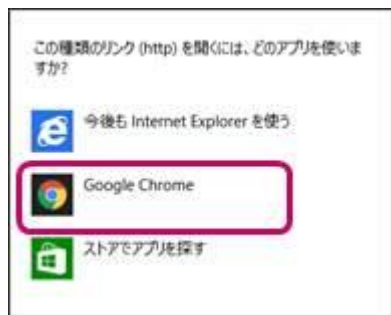 この種類のリンク (http) を開くには、どのアプリを使いま
すか?
今後も Internet Explorer を使う
Google Chrome
ストアでアプリを探す